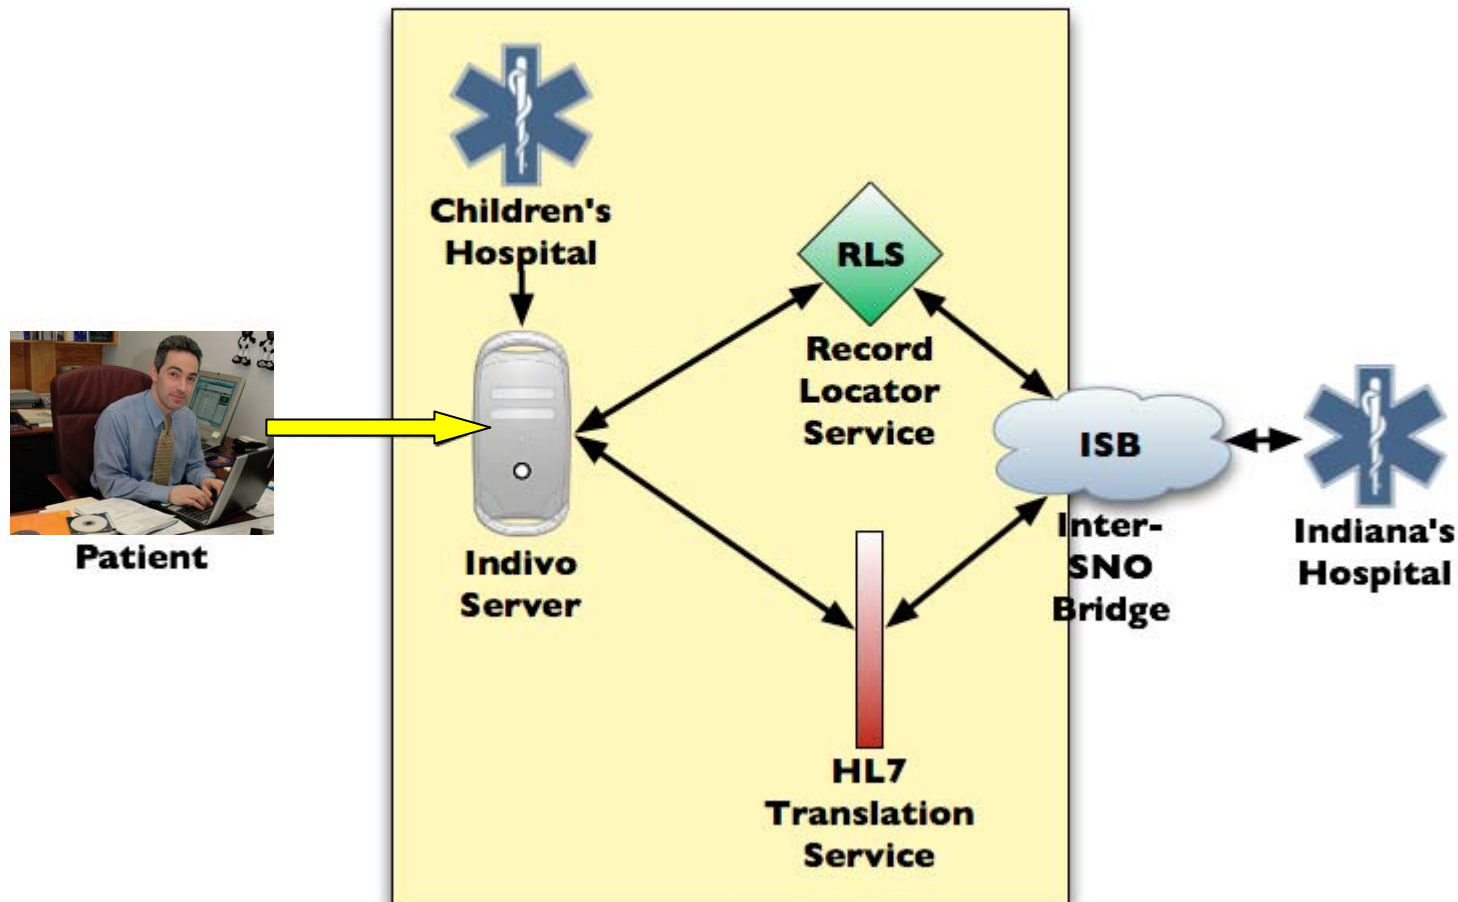 Children's
Hospital
RLS
Record
Locator
Service
ISB
Inter-
SNO
Bridge
Indiana's
Hospital
Patient
Indivo
Server
HL7
Translation
Service